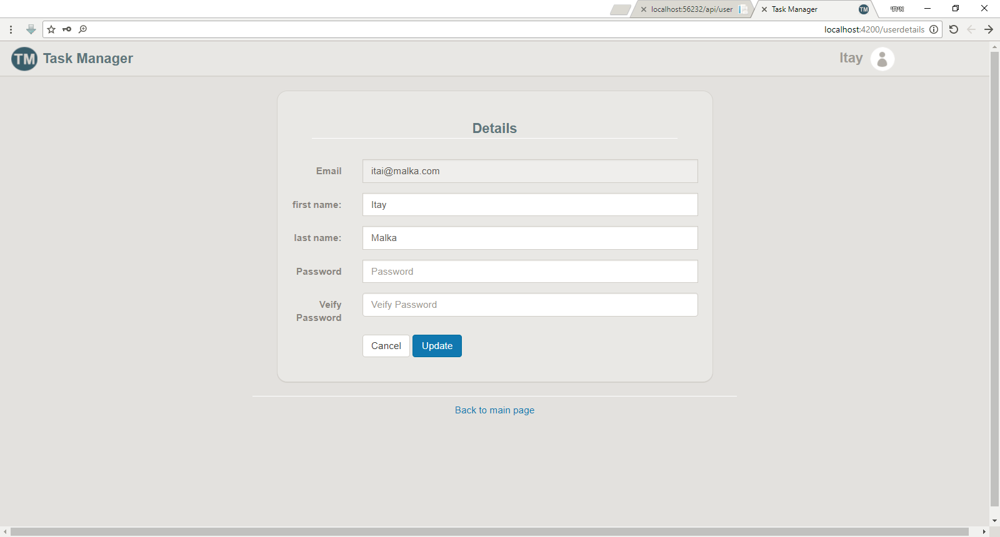 localhost:56232/api/user
Task Manager
TM
איתי
localhost:4200/userdetails
TM Task Manager
Itay
Details
Email
itai@malka.com
first name:
Itay
last name:
Malka
Password
Password
Veify
Password
Veify Password
Cancel
Update
Back to main page